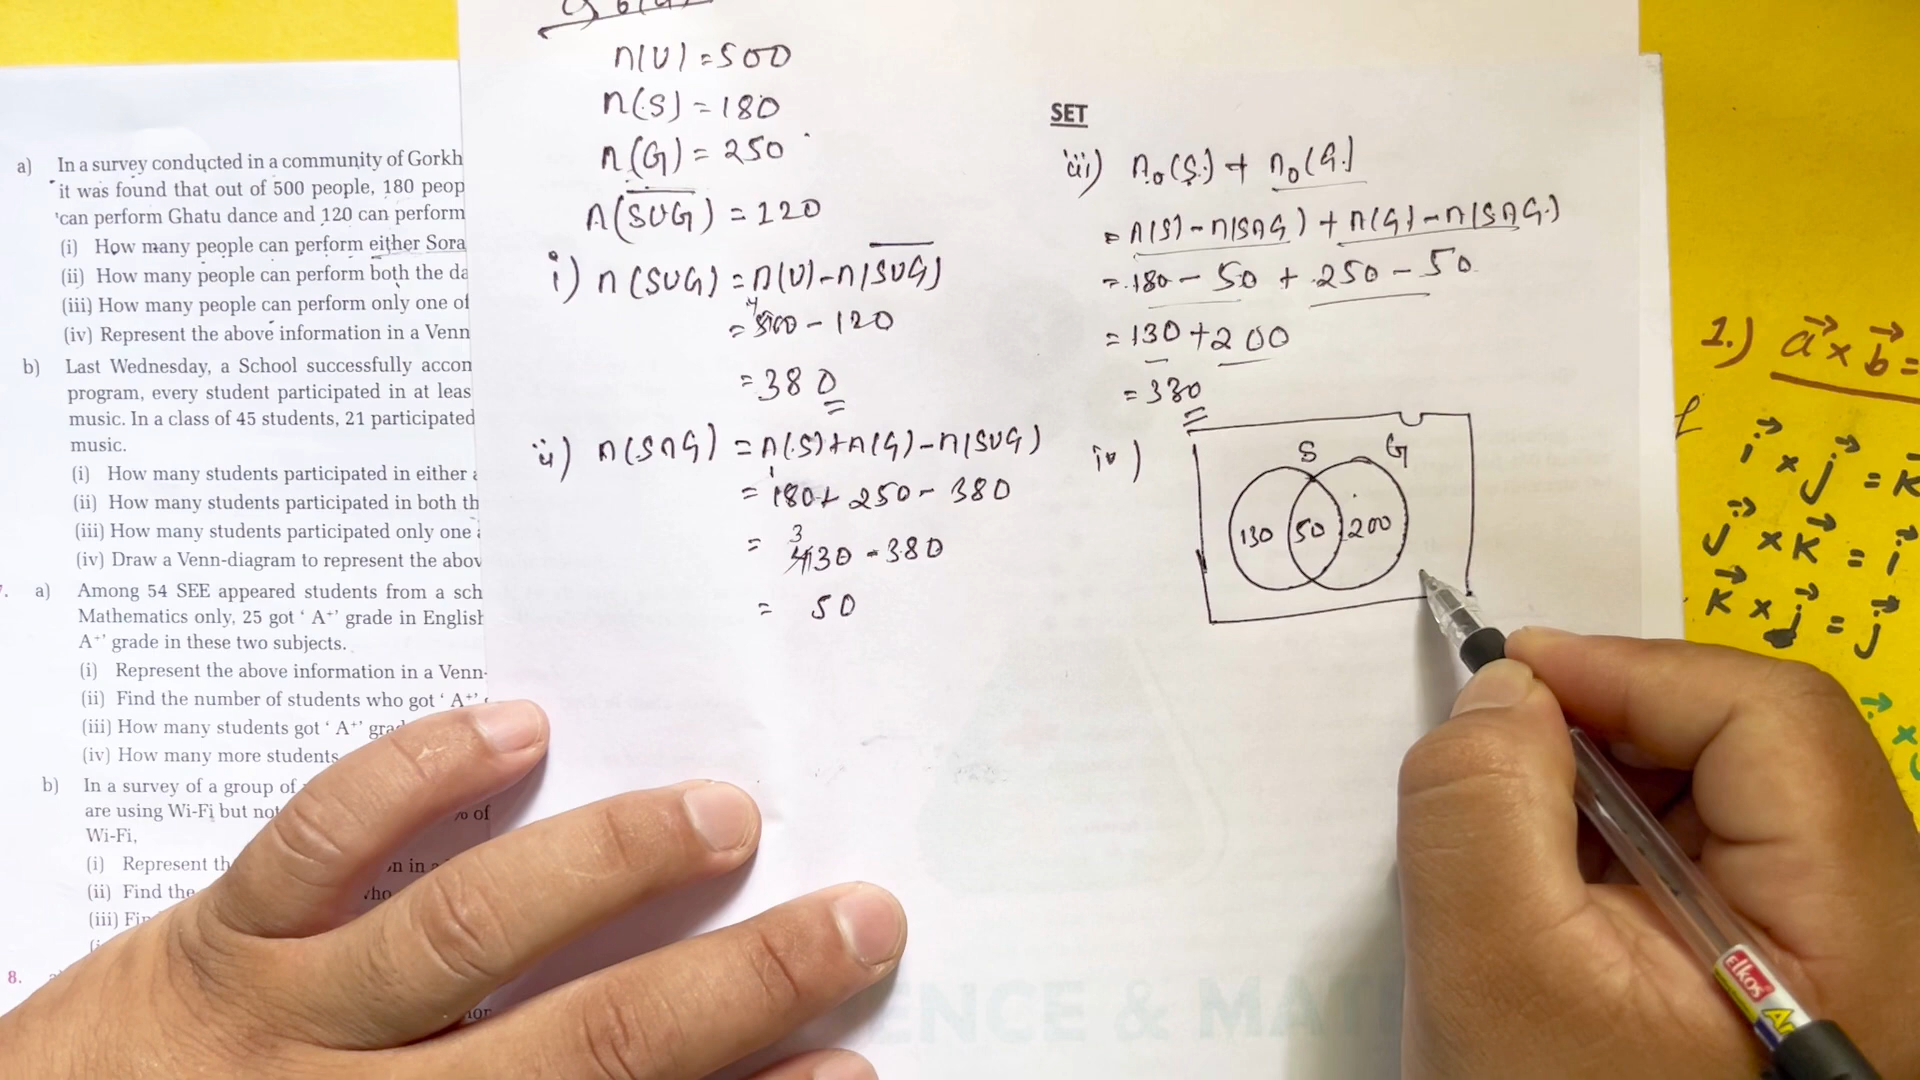 a) In a survey conducted in a community of Gorkh
it was found that out of 500 people, 180 peop
can perform Ghatu dance and 120 can perform
(i) How many people can perform either Sora
(ii) How many people can perform both the da
(iii) How many people can perform only one of
(iv) Represent the above information in a Venn
b) Last Wednesday, a School successfully accon
program, every student participated in at leas
music. In a class of 45 students, 21 participated
music.
(i) How many students participated in either
(ii) How many students participated in both th
(iii) How many students participated only one
(iv) Draw a Venn-diagram to represent the abov
a) Among 54 SEE appeared students from a sch
Mathematics only, 25 got ‘ A⁺’ grade in English
A⁺’ grade in these two subjects.
(i) Represent the above information in a Venn-
(ii) Find the number of students who got ‘ A⁺’
(iii) How many students got ‘ A⁺’ grad
(iv) How many more students
b) In a survey of a group of
are using Wi-Fi but not
% of
Wi-Fi,
(i) Represent th
n in
(ii) Find the
(iii) Fin
8.
n(U) = 500
n(S) = 180
n(G) = 250
n(S∪G)‾ = 120
i) n(S∪G) = n(U) - n(S∪G)‾
= 500 - 120
= 380
ii) n(S∩G) = n(S) + n(G) - n(S∪G)
= 180 + 250 - 380
= 430 - 380
= 50
SET
iii) n₀(S) + n₀(G)
= n(S) - n(S∩G) + n(G) - n(S∩G)
= 180 - 50 + 250 - 50
= 130 + 200
= 330
iv)
S G
130 50 200
1.) a⃗ × b⃗ =
i⃗ × j⃗ = k
j⃗ × k⃗ = i⃗
k⃗ × j⃗ = j⃗
ENCE & MAT
elkos